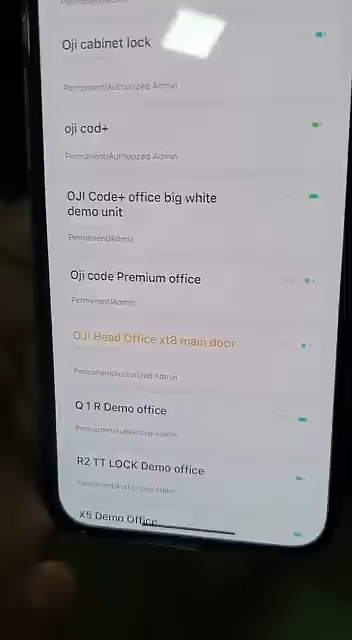 Permanent/Admin
Oji cabinet lock
Permanent/Authorized Admin
oji cod+
Permanent/Authorized Admin
OJI Code+ office big white
demo unit
Permanent/Admin
Oji code Premium office
Permanent/Admin
OJI Head Office xt8 main door
Permanent/Authorized Admin
Q 1 R Demo office
Permanent/Authorized Admin
R2 TT LOCK Demo office
Permanent/Authorized Admin
X5 Demo Office